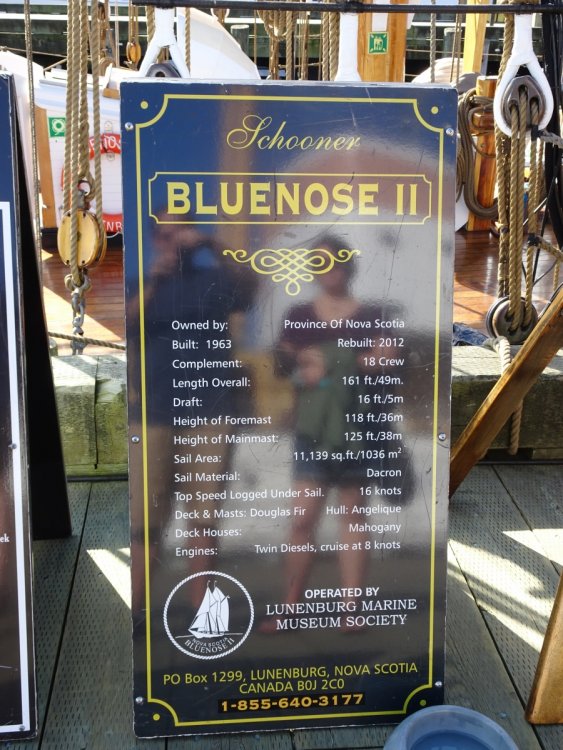 Schooner
BLUENOSE II
Owned by: Province Of Nova Scotia
Built: 1963 Rebuilt: 2012
Complement: 18 Crew
Length Overall: 161 ft./49m.
Draft: 16 ft./5m
Height of Foremast 118 ft./36m
Height of Mainmast: 125 ft./38m
Sail Area: 11,139 sq.ft./1036 m²
Sail Material: Dacron
Top Speed Logged Under Sail. 16 knots
Deck & Masts: Douglas Fir Hull: Angelique
Deck Houses: Mahogany
Engines: Twin Diesels, cruise at 8 knots
NOVA SCOTIA
BLUENOSE II
OPERATED BY
LUNENBURG MARINE
MUSEUM SOCIETY
PO BOX 1299, LUNENBURG, NOVA SCOTIA
CANADA B0J 2C0
1-855-640-3177